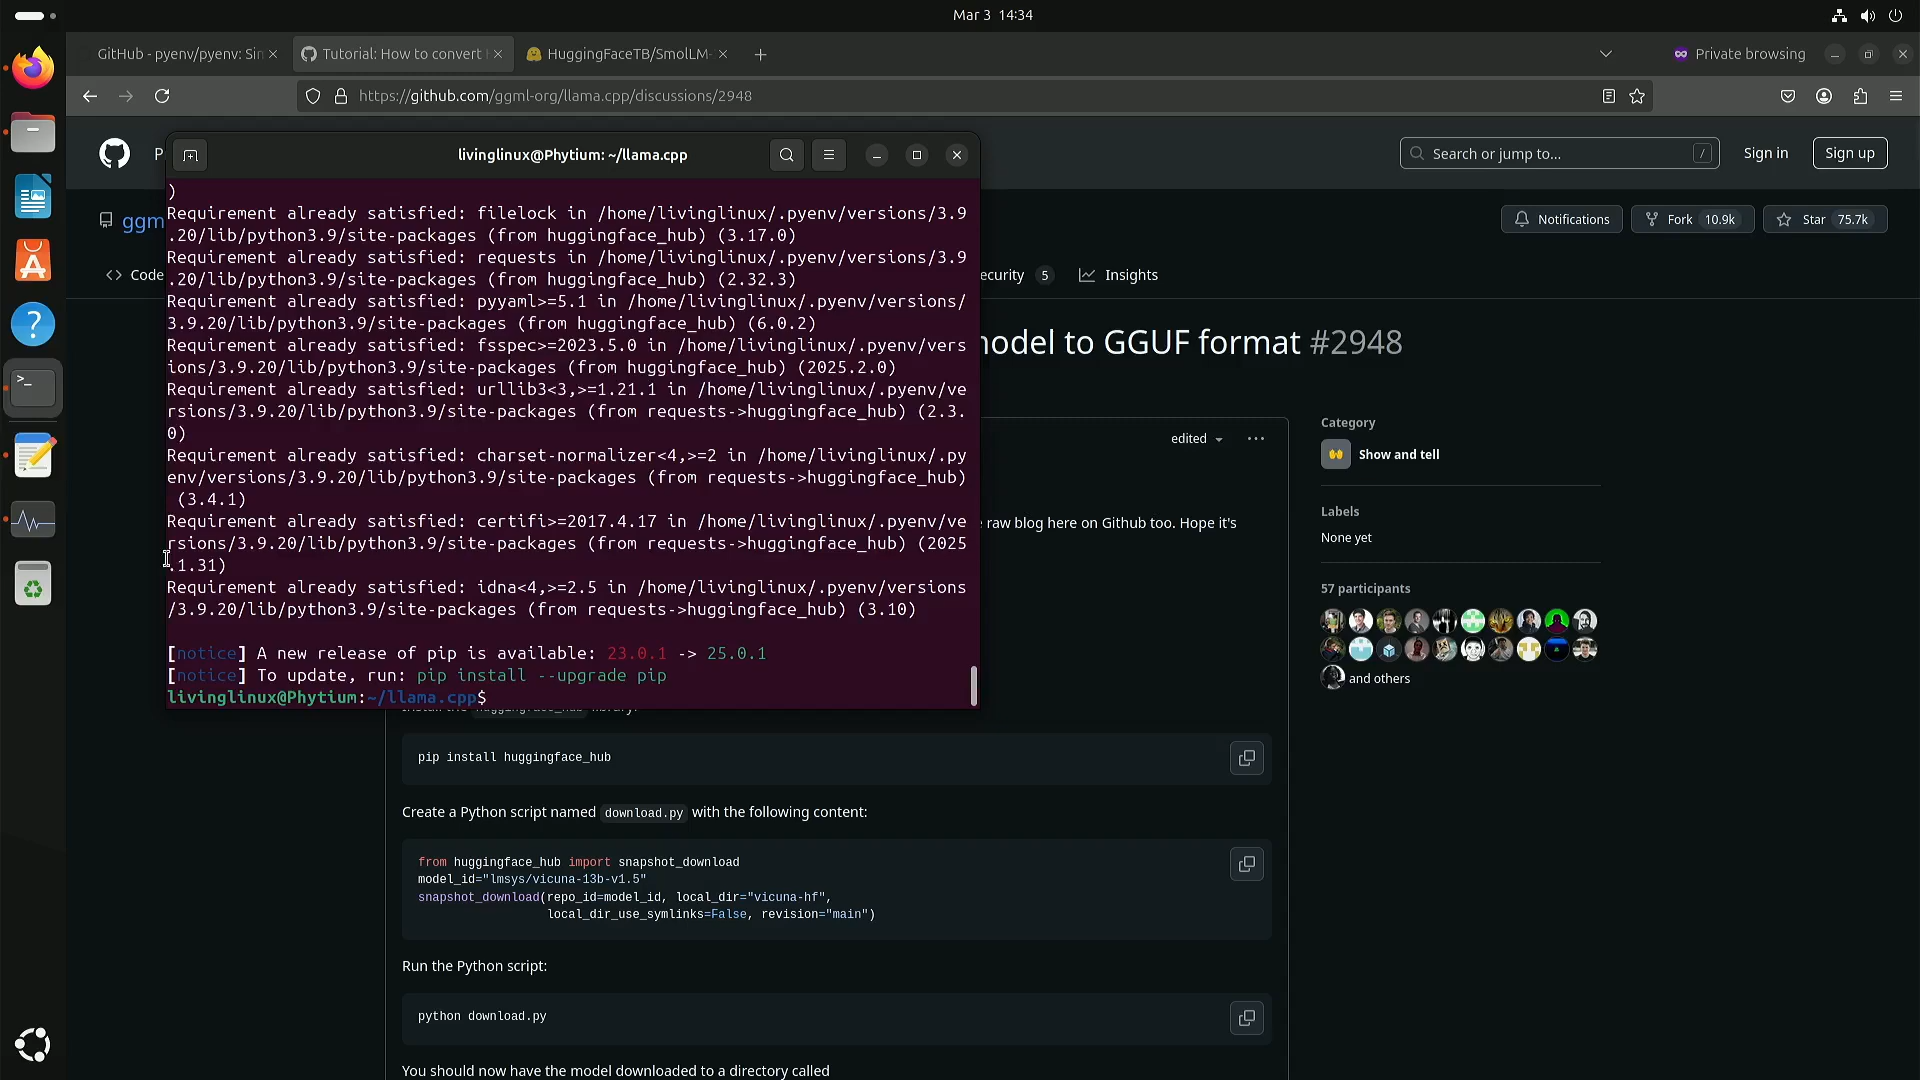 Mar 3 14:34
GitHub - pyenv/pyenv: Sim
Tutorial: How to convert
HuggingFaceTB/SmolLM-
Private browsing
https://github.com/ggml-org/llama.cpp/discussions/2948
livinglinux@Phytium: ~/llama.cpp
P
Search or jump to...
/
Sign in
Sign up
ggm
Notifications
Fork 10.9k
Star 75.7k
Code
ecurity 5
Insights
)
Requirement already satisfied: filelock in /home/livinglinux/.pyenv/versions/3.9
.20/lib/python3.9/site-packages (from huggingface_hub) (3.17.0)
Requirement already satisfied: requests in /home/livinglinux/.pyenv/versions/3.9
.20/lib/python3.9/site-packages (from huggingface_hub) (2.32.3)
Requirement already satisfied: pyyaml>=5.1 in /home/livinglinux/.pyenv/versions/
3.9.20/lib/python3.9/site-packages (from huggingface_hub) (6.0.2)
Requirement already satisfied: fsspec>=2023.5.0 in /home/livinglinux/.pyenv/vers
ions/3.9.20/lib/python3.9/site-packages (from huggingface_hub) (2025.2.0)
Requirement already satisfied: urllib3<3,>=1.21.1 in /home/livinglinux/.pyenv/ve
rsions/3.9.20/lib/python3.9/site-packages (from requests->huggingface_hub) (2.3.
0)
Requirement already satisfied: charset-normalizer<4,>=2 in /home/livinglinux/.py
env/versions/3.9.20/lib/python3.9/site-packages (from requests->huggingface_hub)
(3.4.1)
Requirement already satisfied: certifi>=2017.4.17 in /home/livinglinux/.pyenv/ve
rsions/3.9.20/lib/python3.9/site-packages (from requests->huggingface_hub) (2025
.1.31)
Requirement already satisfied: idna<4,>=2.5 in /home/livinglinux/.pyenv/versions
/3.9.20/lib/python3.9/site-packages (from requests->huggingface_hub) (3.10)
[notice] A new release of pip is available: 23.0.1 -> 25.0.1
[notice] To update, run: pip install --upgrade pip
livinglinux@Phytium:~/llama.cpp$
odel to GGUF format #2948
edited
raw blog here on Github too. Hope it's
pip install huggingface_hub
Create a Python script named download.py with the following content:
from huggingface_hub import snapshot_download
model_id="lmsys/vicuna-13b-v1.5"
snapshot_download(repo_id=model_id, local_dir="vicuna-hf",
local_dir_use_symlinks=False, revision="main")
Run the Python script:
python download.py
You should now have the model downloaded to a directory called
Category
Show and tell
Labels
None yet
57 participants
and others